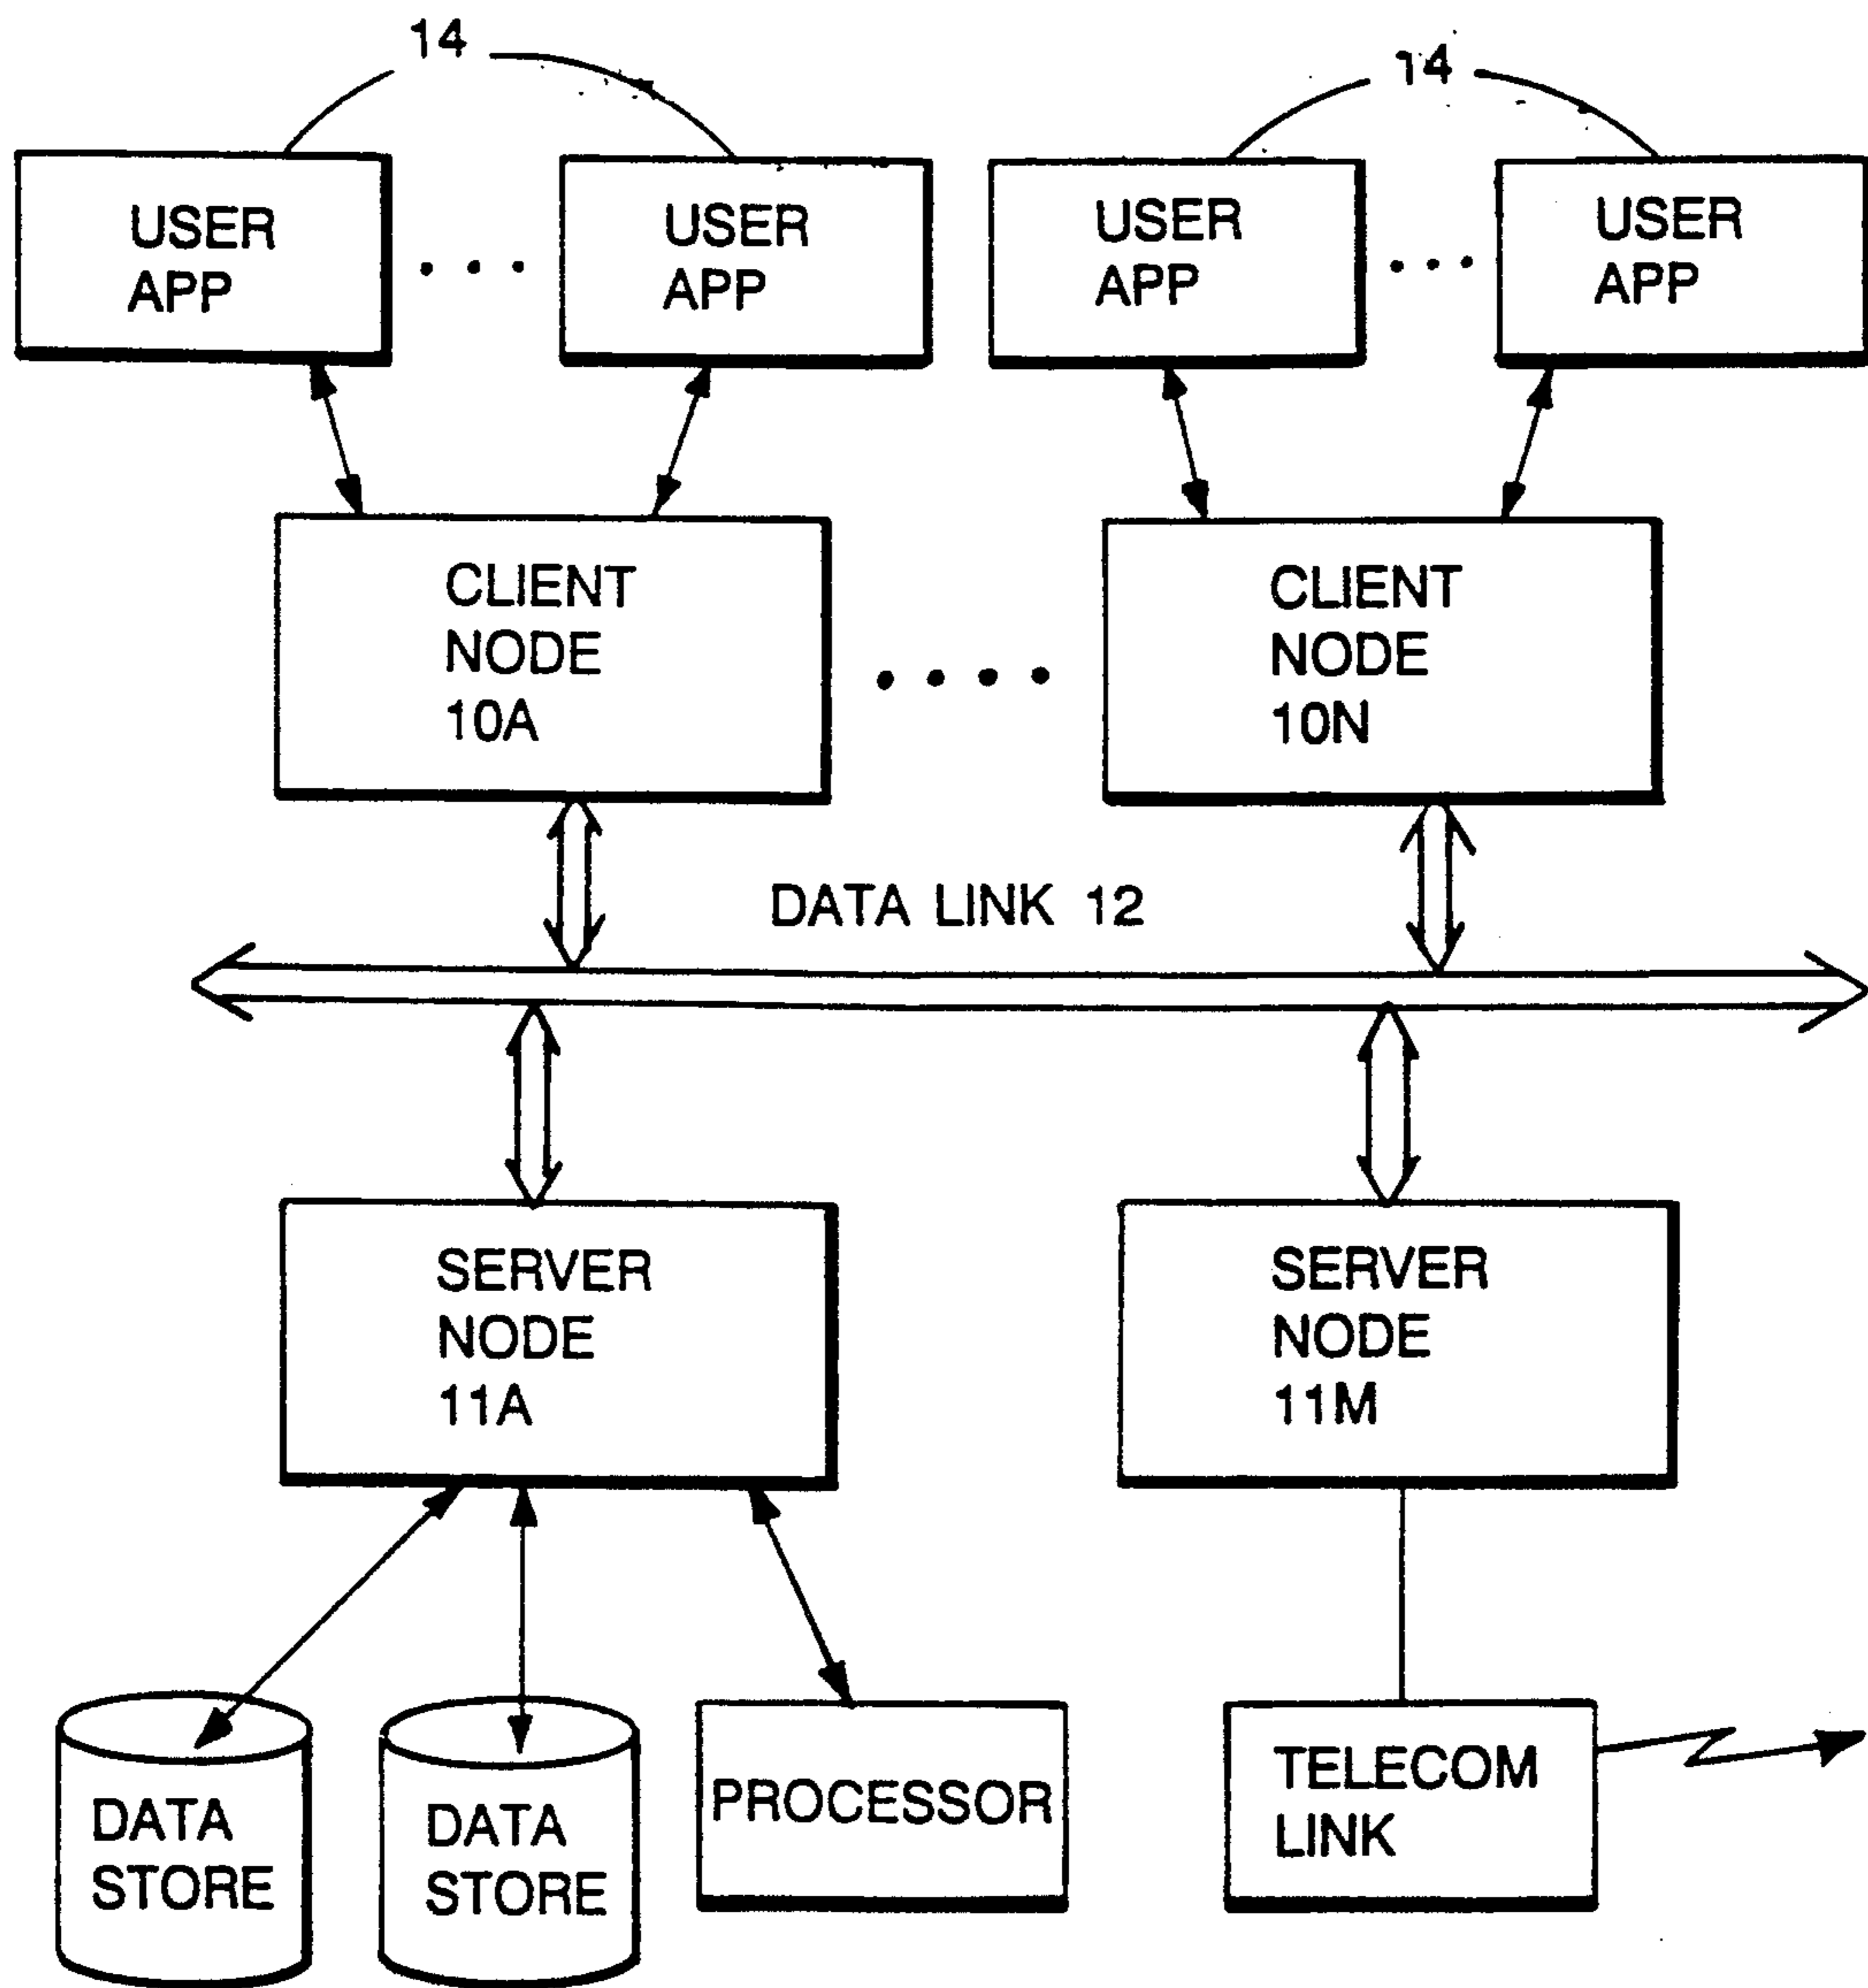 14
14
USER
APP
USER
APP
USER
APP
USER
APP
CLIENT
NODE
10A
CLIENT
NODE
10N
DATA LINK 12
SERVER
NODE
11A
SERVER
NODE
11M
DATA
STORE
DATA
STORE
PROCESSOR
TELECOM
LINK